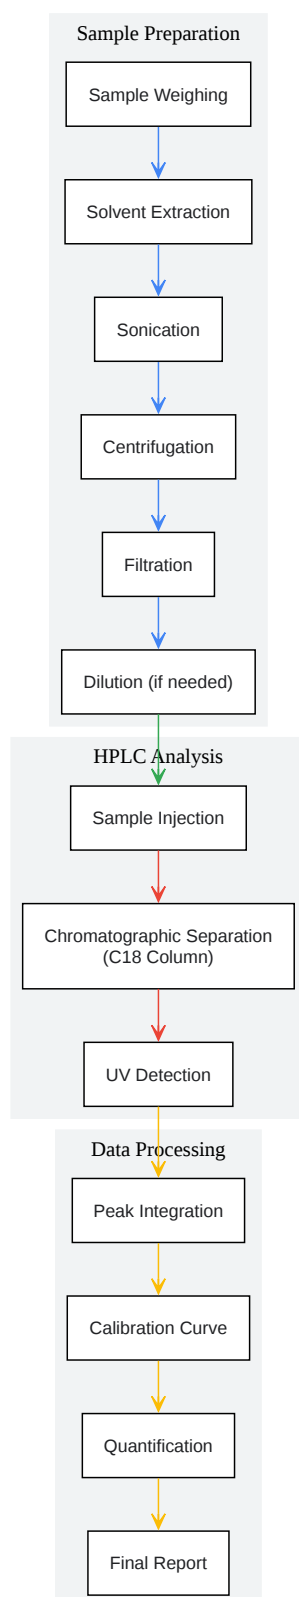 Sample Preparation
Sample Weighing
Solvent Extraction
Sonication
Centrifugation
Filtration
Dilution (if needed)
HPLC Analysis
Sample Injection
Chromatographic Separation
(C18 Column)
UV Detection
Data Processing
Peak Integration
Calibration Curve
Quantification
Final Report